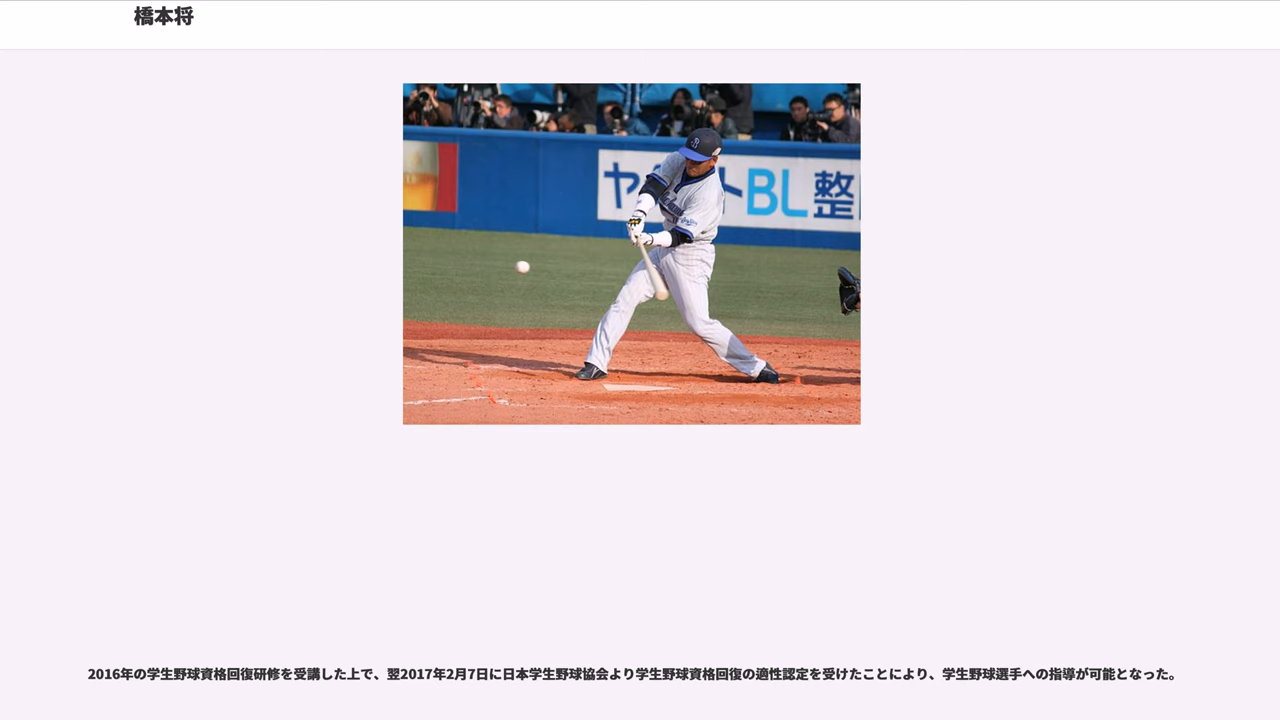 橋本将
ヤ
ト BL 整
2016年の学生野球資格回復研修を受講した上で、翌2017年2月7日に日本学生野球協会より学生野球資格回復の適性認定を受けたことにより、学生野球選手への指導が可能となった。